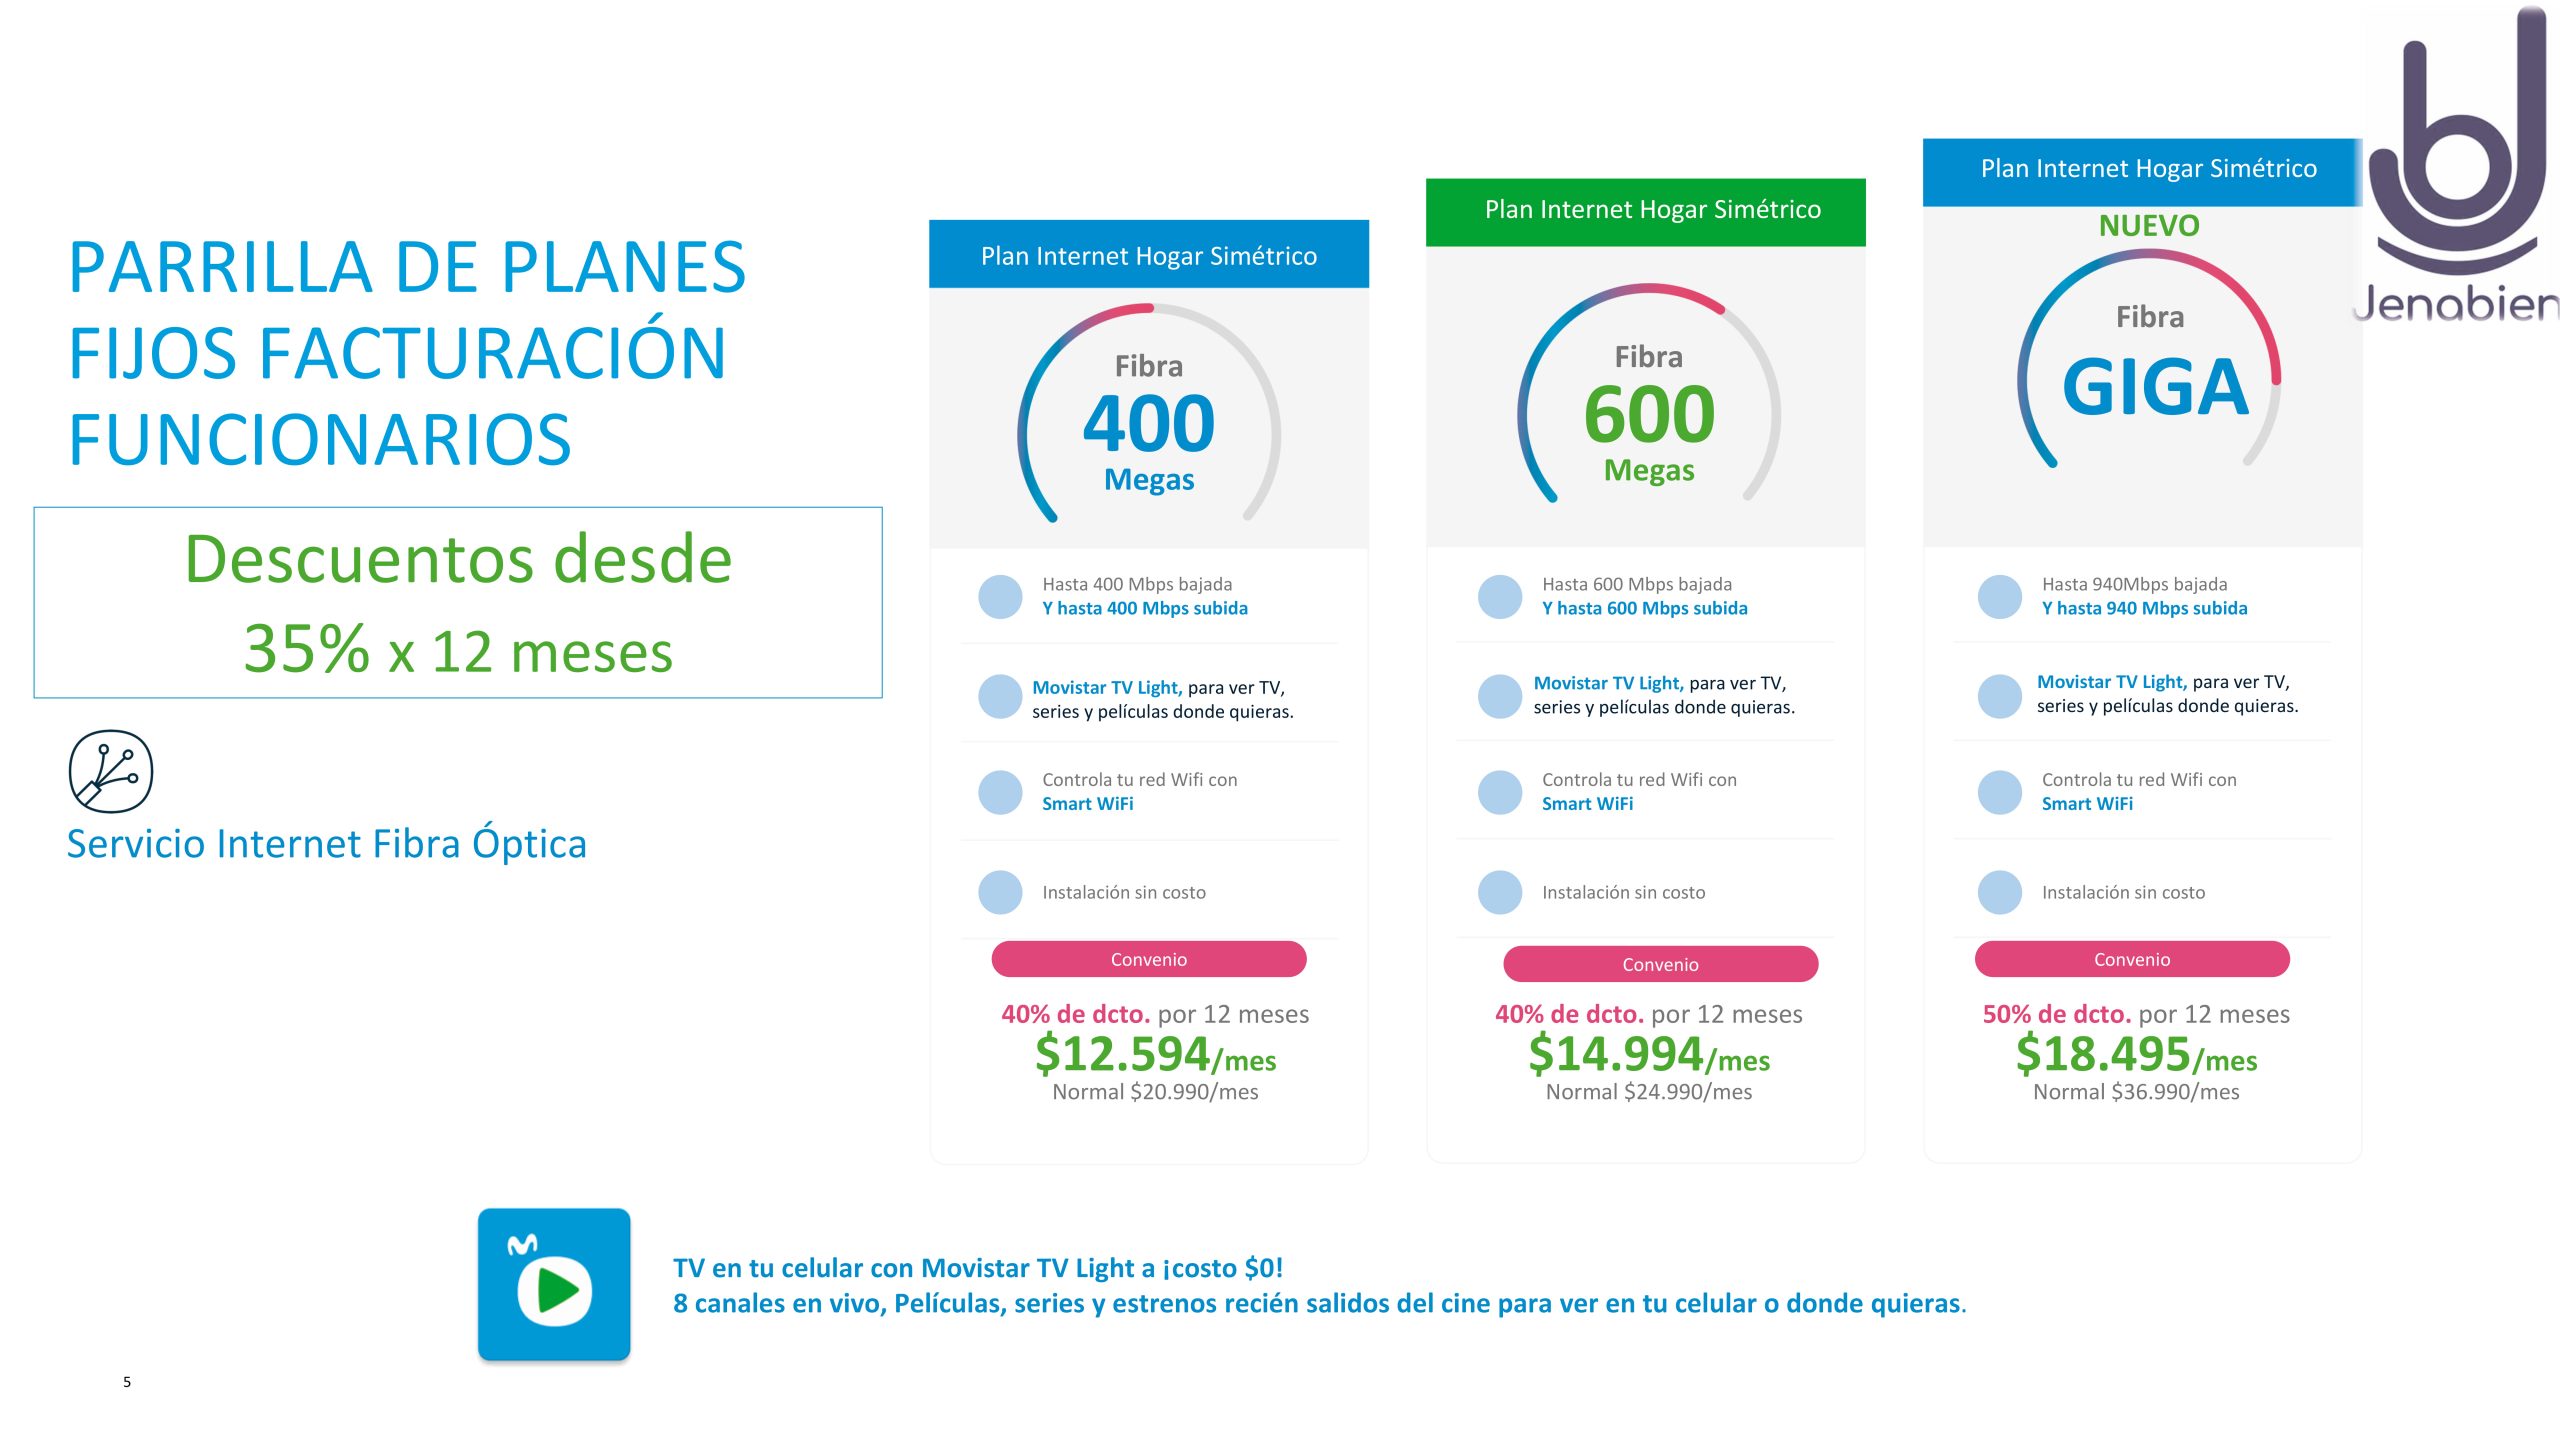 Jenabien
PARRILLA DE PLANES
FIJOS FACTURACIÓN
FUNCIONARIOS
Descuentos desde
35% x 12 meses
Servicio Internet Fibra Óptica
Plan Internet Hogar Simétrico
Fibra
400
Megas
Hasta 400 Mbps bajada
Y hasta 400 Mbps subida
Movistar TV Light, para ver TV,
series y películas donde quieras.
Controla tu red Wifi con
Smart WiFi
Instalación sin costo
Convenio
40% de dcto. por 12 meses
$12.594/mes
Normal $20.990/mes
Plan Internet Hogar Simétrico
Fibra
600
Megas
Hasta 600 Mbps bajada
Y hasta 600 Mbps subida
Movistar TV Light, para ver TV,
series y películas donde quieras.
Controla tu red Wifi con
Smart WiFi
Instalación sin costo
Convenio
40% de dcto. por 12 meses
$14.994/mes
Normal $24.990/mes
Plan Internet Hogar Simétrico
NUEVO
Fibra
GIGA
Hasta 940Mbps bajada
Y hasta 940 Mbps subida
Movistar TV Light, para ver TV,
series y películas donde quieras.
Controla tu red Wifi con
Smart WiFi
Instalación sin costo
Convenio
50% de dcto. por 12 meses
$18.495/mes
Normal $36.990/mes
TV en tu celular con Movistar TV Light a ¡costo $0!
8 canales en vivo, Películas, series y estrenos recién salidos del cine para ver en tu celular o donde quieras.
5